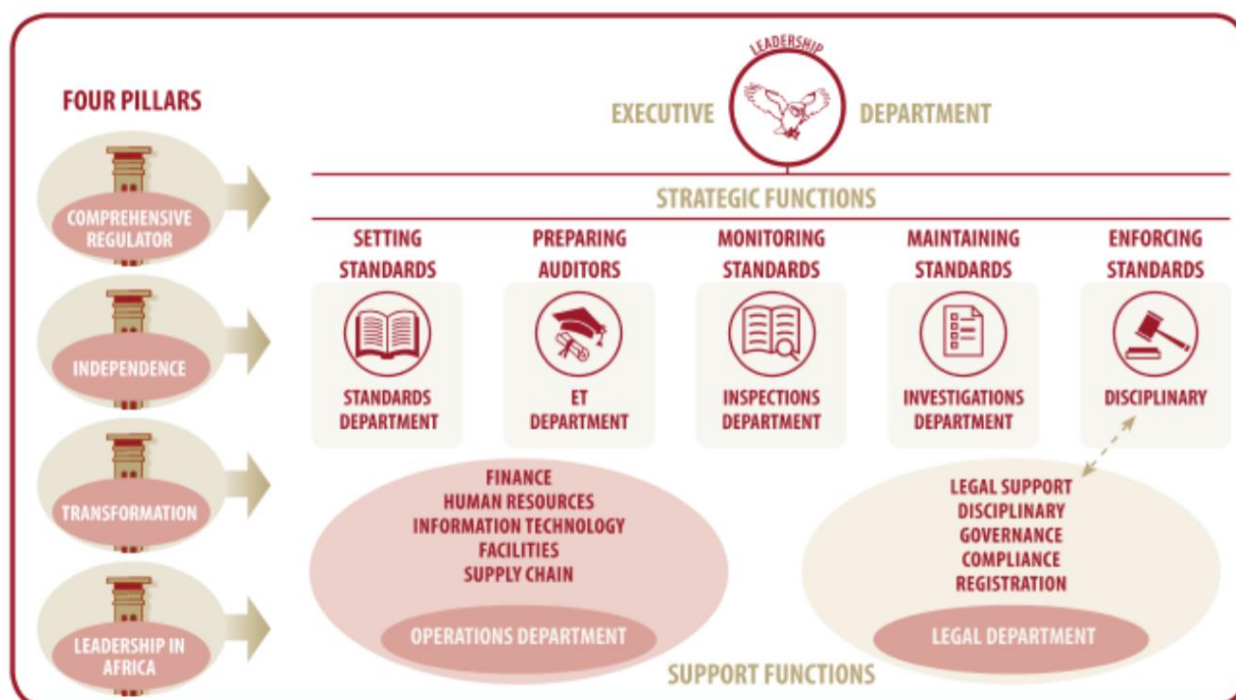 FOUR PILLARS
COMPREHENSIVE
REGULATOR
INDEPENDENCE
TRANSFORMATION
LEADERSHIP IN
AFRICA
LEADERSHIP
EXECUTIVE DEPARTMENT
STRATEGIC FUNCTIONS
SETTING
STANDARDS
STANDARDS
DEPARTMENT
PREPARING
AUDITORS
ET
DEPARTMENT
MONITORING
STANDARDS
INSPECTIONS
DEPARTMENT
MAINTAINING
STANDARDS
INVESTIGATIONS
DEPARTMENT
ENFORCING
STANDARDS
DISCIPLINARY
FINANCE
HUMAN RESOURCES
INFORMATION TECHNOLOGY
FACILITIES
SUPPLY CHAIN
OPERATIONS DEPARTMENT
LEGAL SUPPORT
DISCIPLINARY
GOVERNANCE
COMPLIANCE
REGISTRATION
LEGAL DEPARTMENT
SUPPORT FUNCTIONS